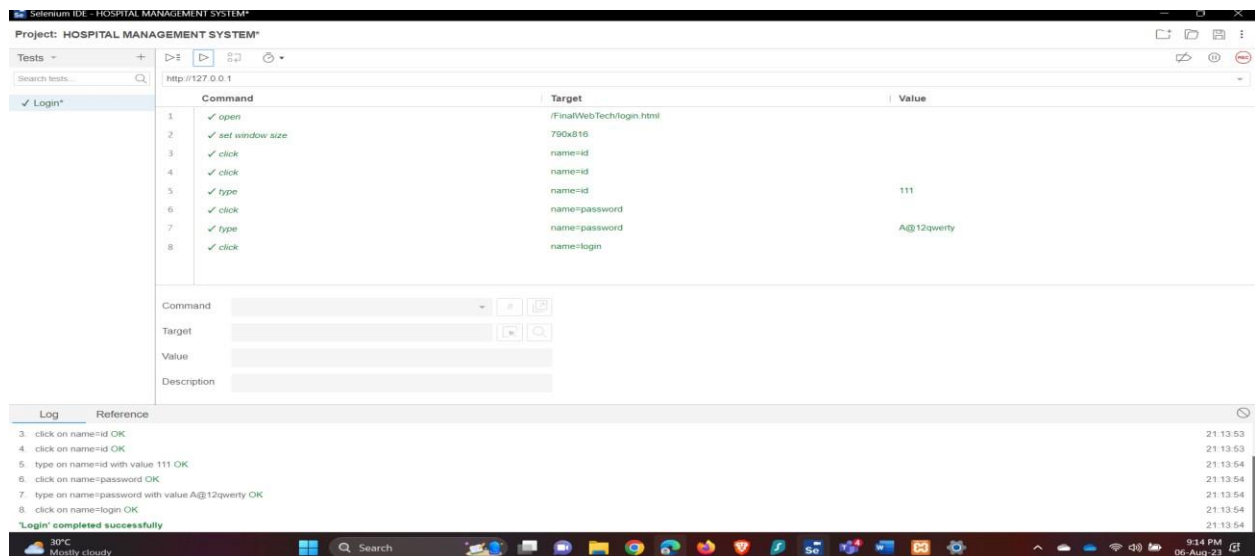 Selenium IDE - HOSPITAL MANAGEMENT SYSTEM*
Project: HOSPITAL MANAGEMENT SYSTEM*
Tests
Search tests...
http://127.0.0.1
✓ Login*
Command Target Value
1 ✓ open /FinalWebTech/login.html
2 ✓ set window size 790x816
3 ✓ click name=id
4 ✓ click name=id
5 ✓ type name=id 111
6 ✓ click name=password
7 ✓ type name=password A@12qwerty
8 ✓ click name=login
Command
Target
Value
Description
Log Reference
3. click on name=id OK 21:13:53
4. click on name=id OK 21:13:53
5. type on name=id with value 111 OK 21:13:54
6. click on name=password OK 21:13:54
7. type on name=password with value A@12qwerty OK 21:13:54
8. click on name=login OK 21:13:54
'Login' completed successfully 21:13:54
30°C
Mostly cloudy
Search
9:14 PM
06-Aug-23